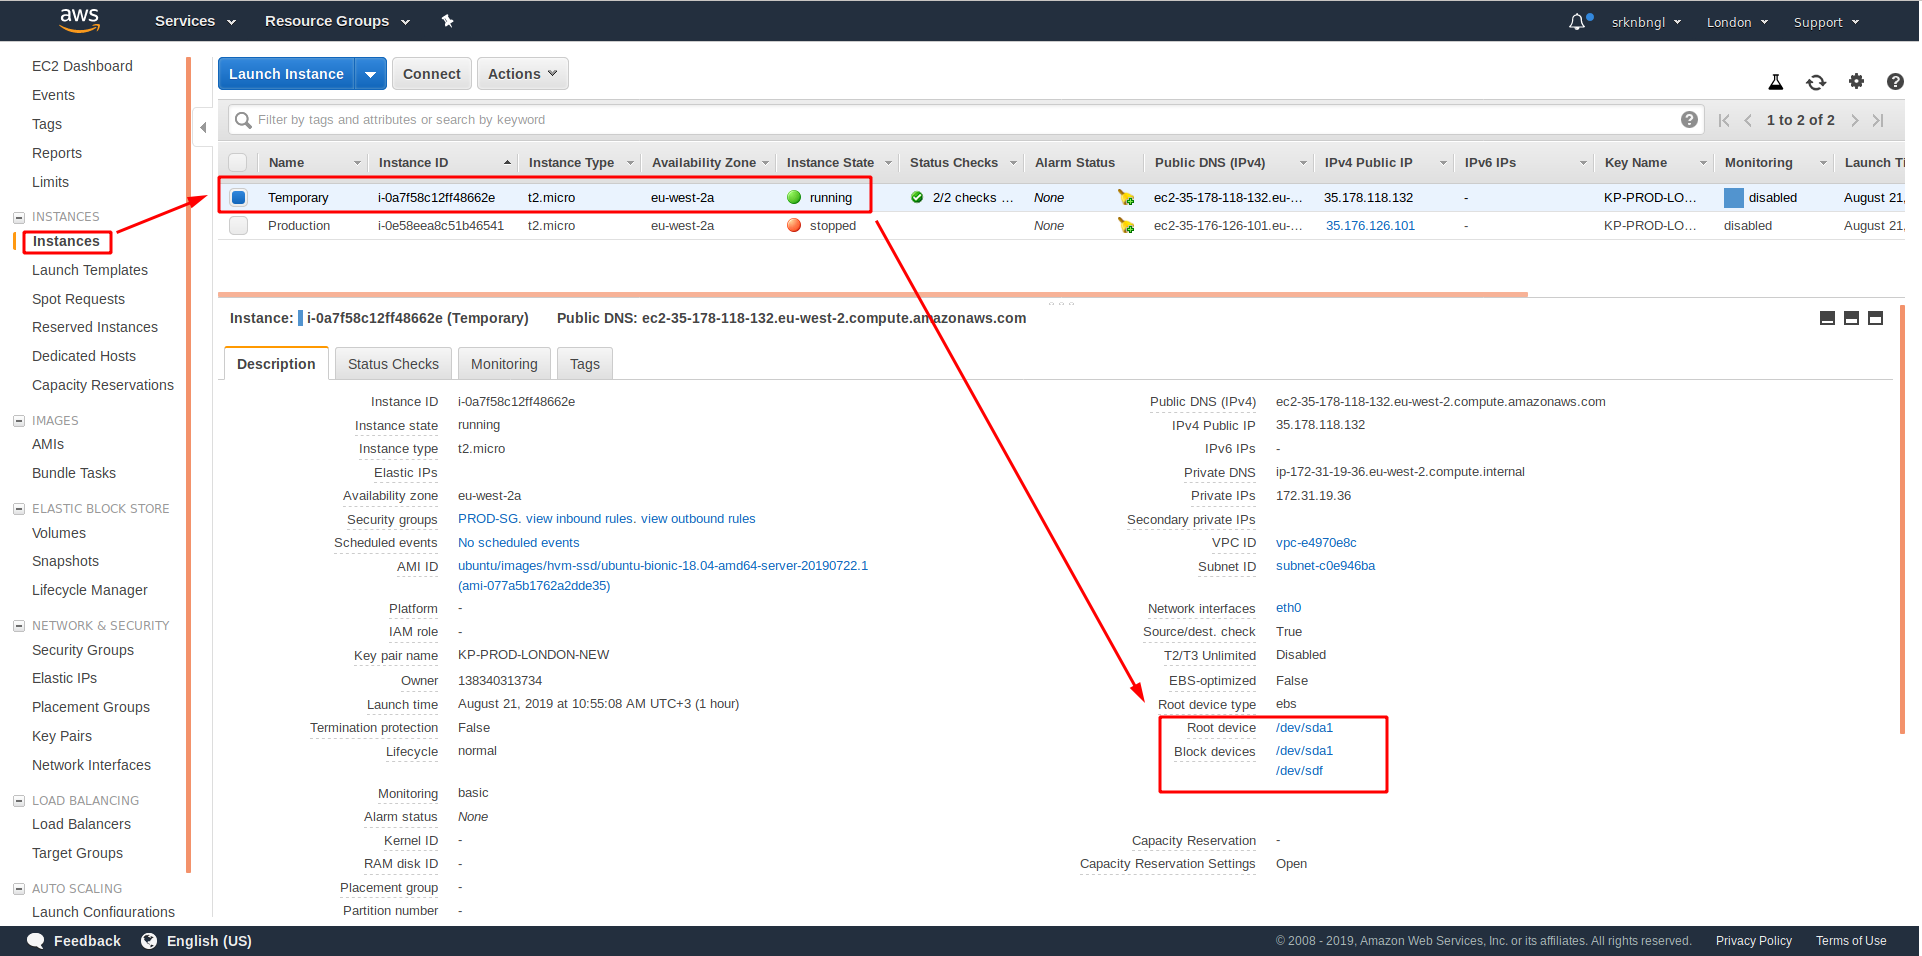 aws Services Resource Groups srknbngl London Support
EC2 Dashboard
Events
Tags
Reports
Limits
INSTANCES
Instances
Launch Templates
Spot Requests
Reserved Instances
Dedicated Hosts
Capacity Reservations
IMAGES
AMIs
Bundle Tasks
ELASTIC BLOCK STORE
Volumes
Snapshots
Lifecycle Manager
NETWORK & SECURITY
Security Groups
Elastic IPs
Placement Groups
Key Pairs
Network Interfaces
LOAD BALANCING
Load Balancers
Target Groups
AUTO SCALING
Launch Configurations
Launch Instance Connect Actions
Filter by tags and attributes or search by keyword 1 to 2 of 2
Name Instance ID Instance Type Availability Zone Instance State Status Checks Alarm Status Public DNS (IPv4) IPv4 Public IP IPv6 IPs Key Name Monitoring Launch Ti
Temporary i-0a7f58c12ff48662e t2.micro eu-west-2a running 2/2 checks ... None ec2-35-178-118-132.eu-... 35.178.118.132 - KP-PROD-LO... disabled August 21,
Production i-0e58eea8c51b46541 t2.micro eu-west-2a stopped None ec2-35-176-126-101.eu-... 35.176.126.101 - KP-PROD-LO... disabled August 21,
Instance: i-0a7f58c12ff48662e (Temporary) Public DNS: ec2-35-178-118-132.eu-west-2.compute.amazonaws.com
Description Status Checks Monitoring Tags
Instance ID i-0a7f58c12ff48662e
Instance state running
Instance type t2.micro
Elastic IPs
Availability zone eu-west-2a
Security groups PROD-SG. view inbound rules. view outbound rules
Scheduled events No scheduled events
AMI ID ubuntu/images/hvm-ssd/ubuntu-bionic-18.04-amd64-server-20190722.1
(ami-077a5b1762a2dde35)
Platform -
IAM role -
Key pair name KP-PROD-LONDON-NEW
Owner 138340313734
Launch time August 21, 2019 at 10:55:08 AM UTC+3 (1 hour)
Termination protection False
Lifecycle normal
Monitoring basic
Alarm status None
Kernel ID -
RAM disk ID -
Placement group -
Partition number -
Public DNS (IPv4) ec2-35-178-118-132.eu-west-2.compute.amazonaws.com
IPv4 Public IP 35.178.118.132
IPv6 IPs -
Private DNS ip-172-31-19-36.eu-west-2.compute.internal
Private IPs 172.31.19.36
Secondary private IPs
VPC ID vpc-e4970e8c
Subnet ID subnet-c0e946ba
Network interfaces eth0
Source/dest. check True
T2/T3 Unlimited Disabled
EBS-optimized False
Root device type ebs
Root device /dev/sda1
Block devices /dev/sda1
/dev/sdf
Capacity Reservation -
Capacity Reservation Settings Open
Feedback English (US) © 2008 - 2019, Amazon Web Services, Inc. or its affiliates. All rights reserved. Privacy Policy Terms of Use